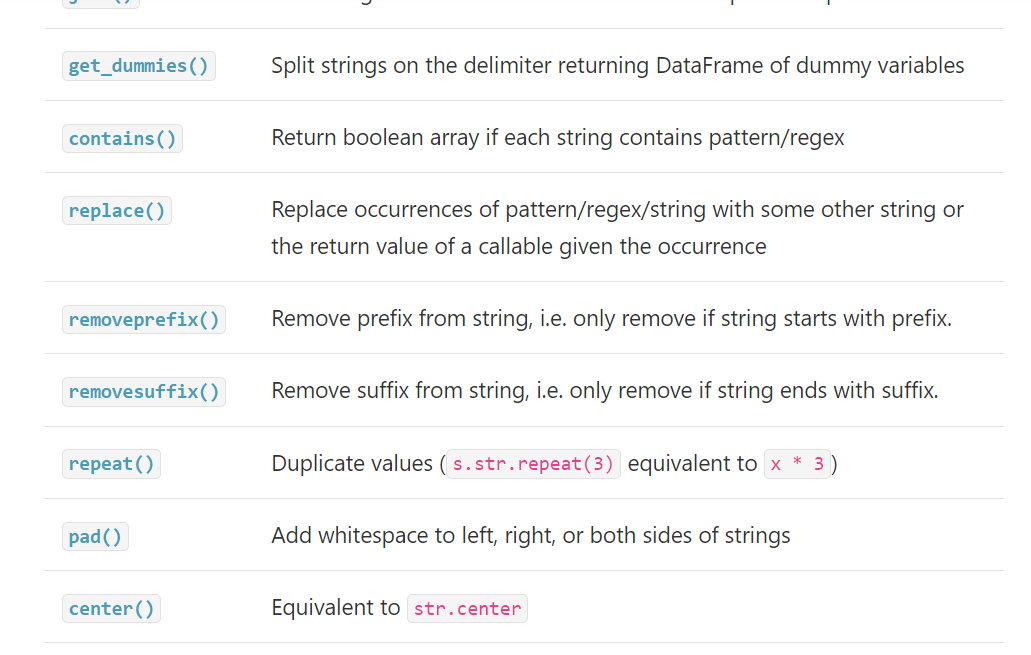 get_dummies() Split strings on the delimiter returning DataFrame of dummy variables
contains() Return boolean array if each string contains pattern/regex
replace() Replace occurrences of pattern/regex/string with some other string or
the return value of a callable given the occurrence
removeprefix() Remove prefix from string, i.e. only remove if string starts with prefix.
removesuffix() Remove suffix from string, i.e. only remove if string ends with suffix.
repeat() Duplicate values (s.str.repeat(3) equivalent to x * 3)
pad() Add whitespace to left, right, or both sides of strings
center() Equivalent to str.center